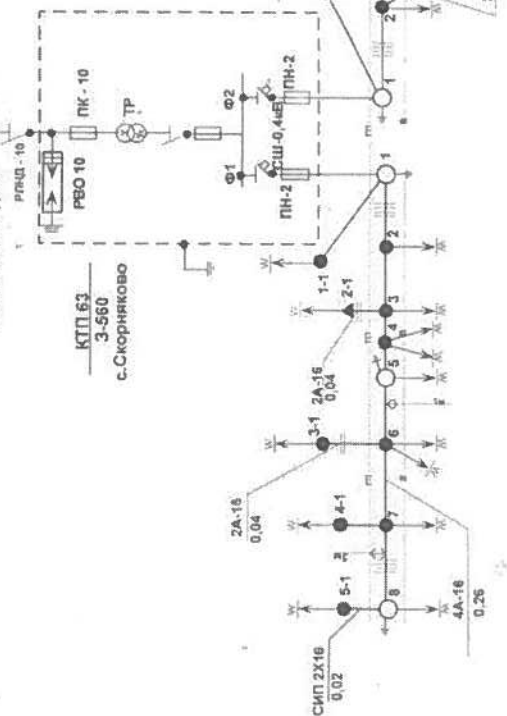 РЛНД - 10
ПК - 10
РВО 10
ТР
Ф1
Ф2
СШ-0,4кВ
ПН-2
ПН-2
КТП 63
3-560
с.Скорняково
1
2
1
2
3
4
5
6
7
8
1-1
2-1
3-1
4-1
5-1
2А-16
0,04
2А-16
0,04
СИП 2Х16
0,02
4А-16
0,26